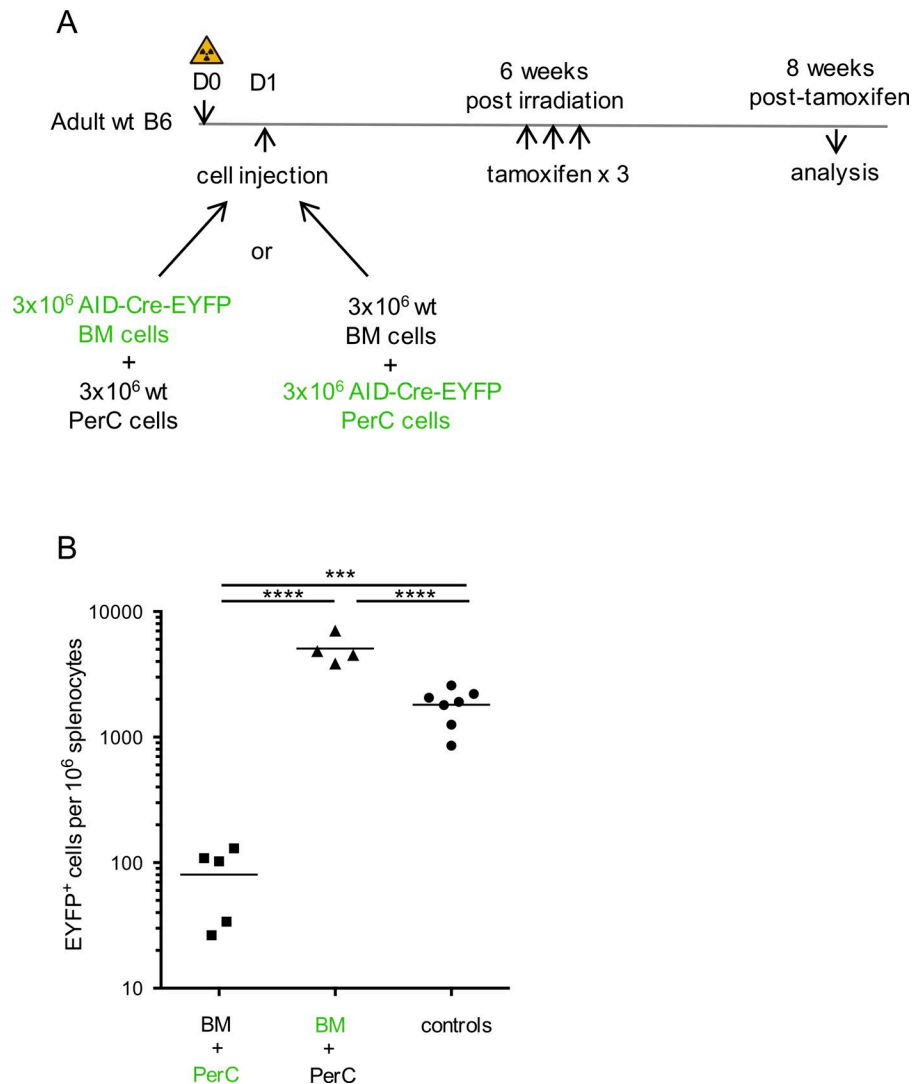 A
D0
D1
6 weeks
post irradiation
8 weeks
post-tamoxifen
Adult wt B6
cell injection
tamoxifen x 3
analysis
or
3x10⁶ AID-Cre-EYFP
BM cells
+
3x10⁶ wt
PerC cells
3x10⁶ wt
BM cells
+
3x10⁶ AID-Cre-EYFP
PerC cells
B
***
****
****
EYFP⁺ cells per 10⁶ splenocytes
10000
1000
100
10
BM
+
PerC
BM
+
PerC
controls